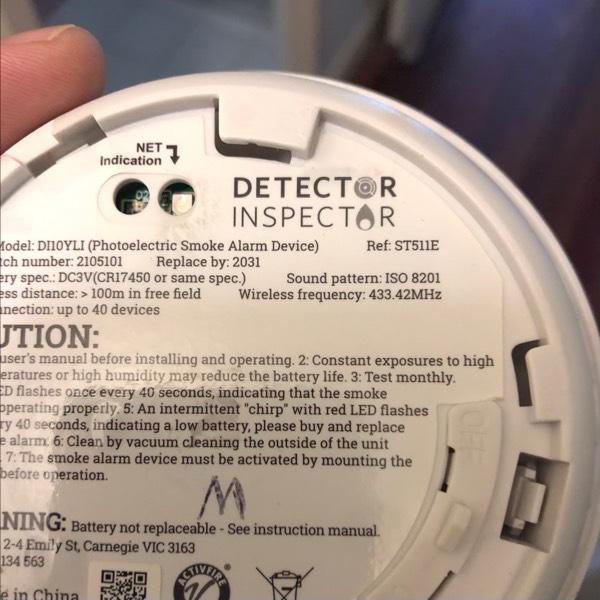 NET
Indication
DETECTOR
INSPECTOR
Model: DI10YLI (Photoelectric Smoke Alarm Device) Ref: ST511E
tch number: 2105101 Replace by: 2031
ery spec.: DC3V(CR17450 or same spec.) Sound pattern: ISO 8201
ess distance: > 100m in free field Wireless frequency: 433.42MHz
nnection: up to 40 devices
UTION:
user's manual before installing and operating. 2: Constant exposures to high
eratures or high humidity may reduce the battery life. 3: Test monthly.
ED flashes once every 40 seconds, indicating that the smoke
operating properly. 5: An intermittent "chirp" with red LED flashes
ry 40 seconds, indicating a low battery, please buy and replace
e alarm. 6: Clean by vacuum cleaning the outside of the unit
. 7: The smoke alarm device must be activated by mounting the
before operation.
OFF
M
NING: Battery not replaceable - See instruction manual.
2-4 Emily St, Carnegie VIC 3163
134 563
e in China
ACTIVFIRE